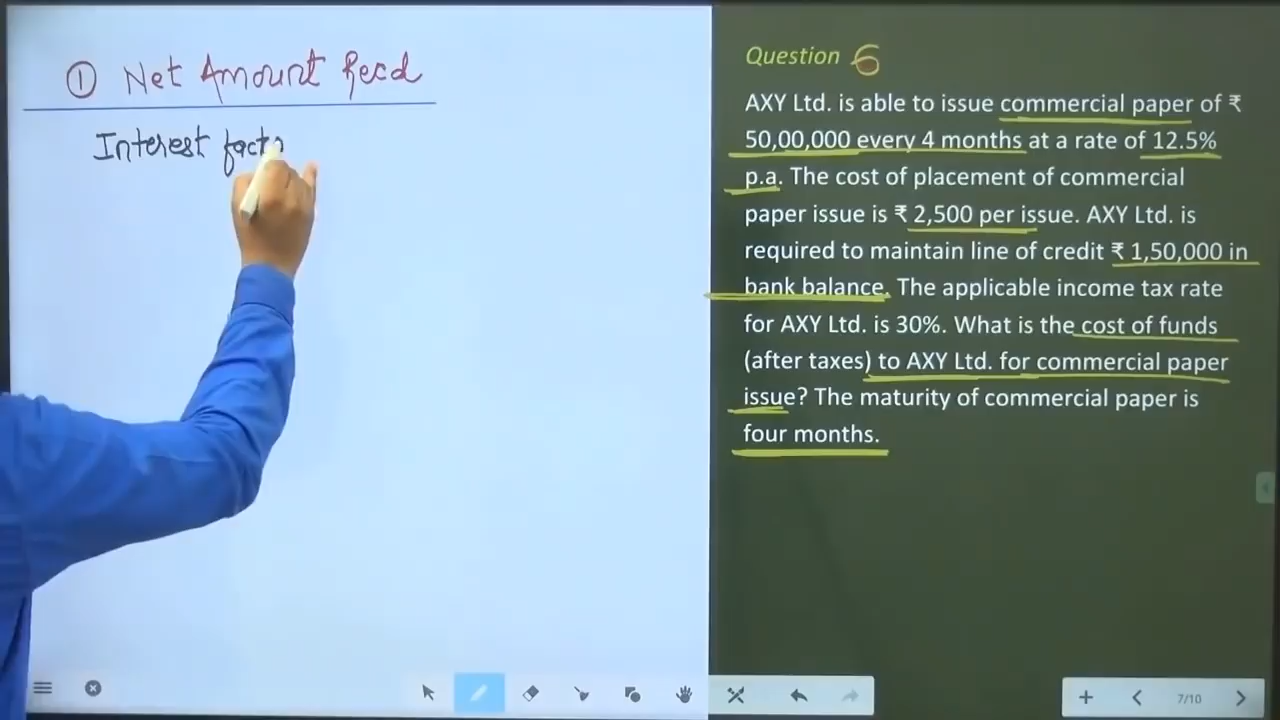 ① Net Amount Recd
Interest facto
Question 6
AXY Ltd. is able to issue commercial paper of ₹
50,00,000 every 4 months at a rate of 12.5%
p.a. The cost of placement of commercial
paper issue is ₹ 2,500 per issue. AXY Ltd. is
required to maintain line of credit ₹ 1,50,000 in
bank balance. The applicable income tax rate
for AXY Ltd. is 30%. What is the cost of funds
(after taxes) to AXY Ltd. for commercial paper
issue? The maturity of commercial paper is
four months.
7/10